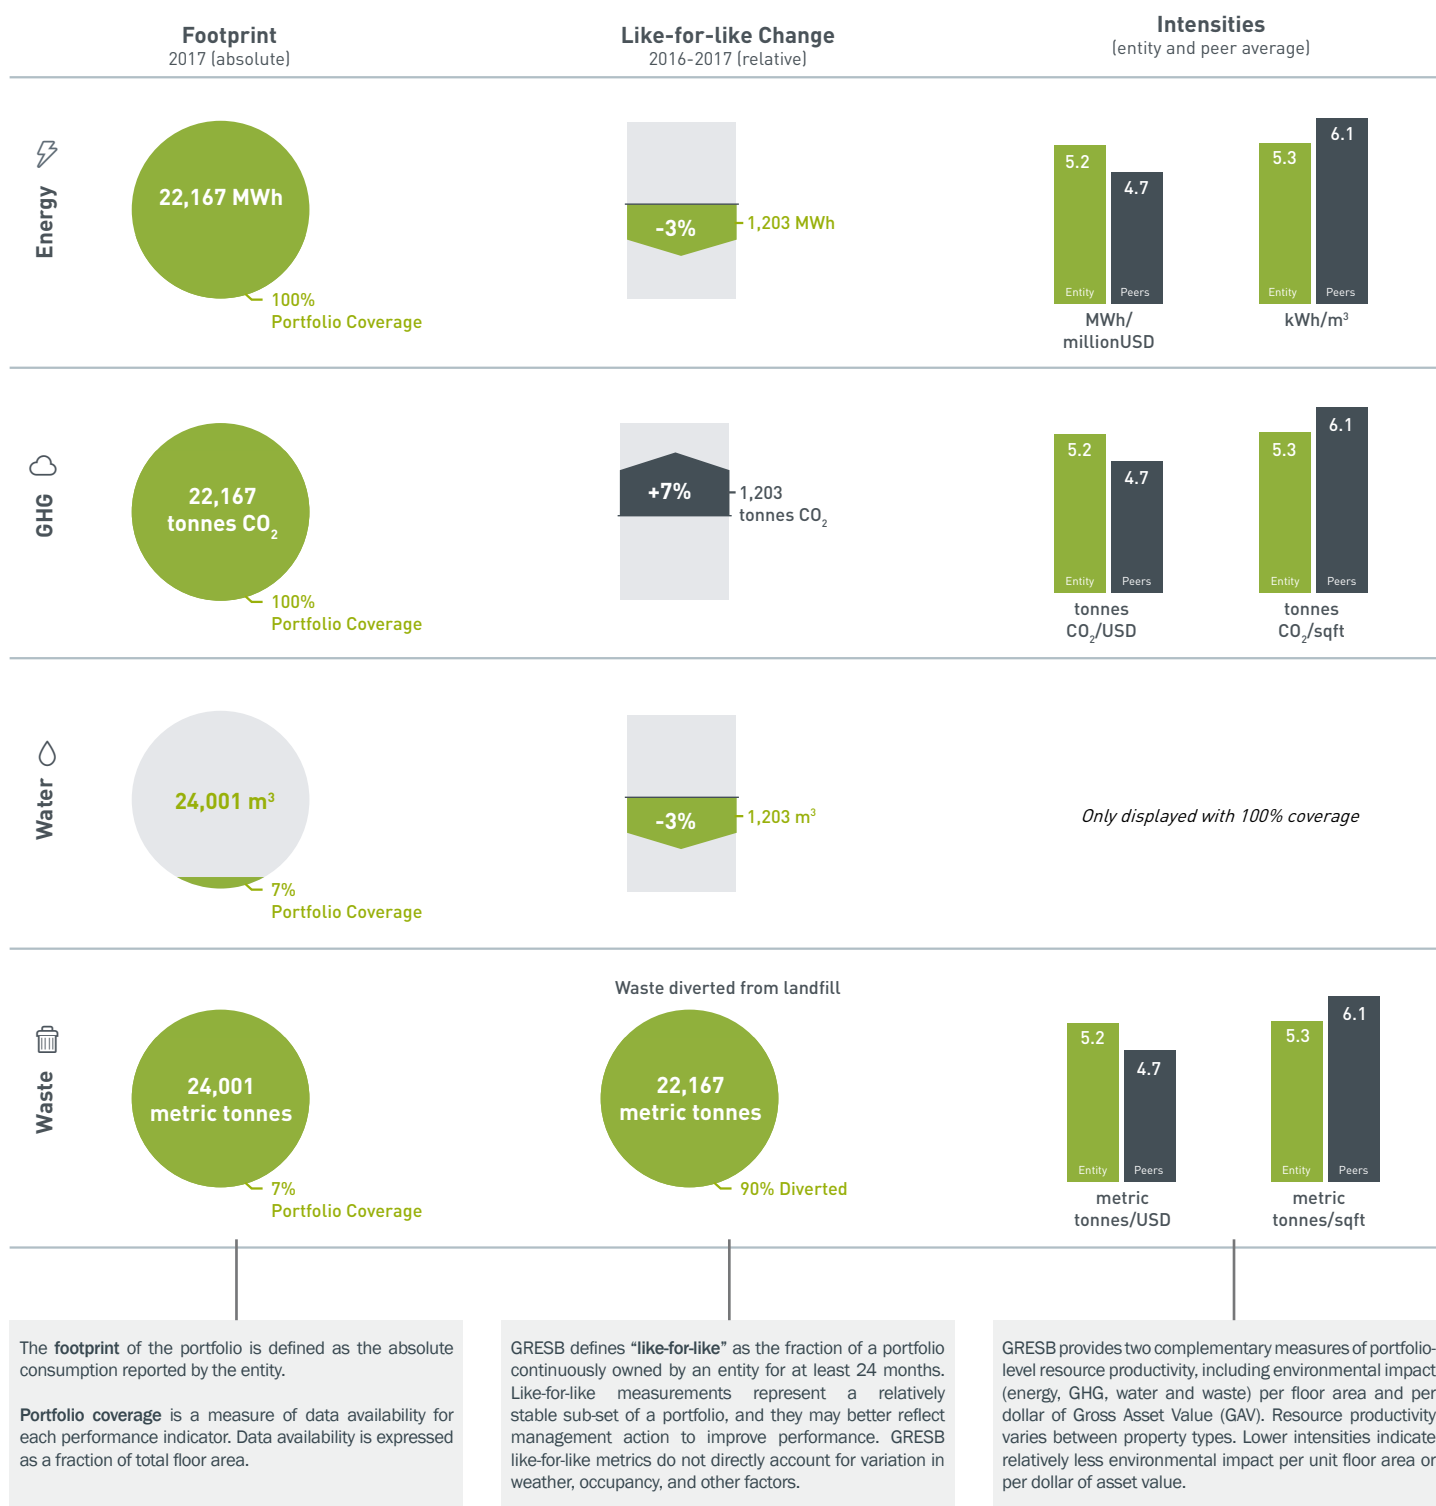 Footprint
2017 (absolute)
Like-for-like Change
2016-2017 (relative)
Intensities
(entity and peer average)
Energy
22,167 MWh
100%
Portfolio Coverage
-3%
1,203 MWh
5.2
4.7
Entity
Peers
MWh/
millionUSD
5.3
6.1
Entity
Peers
kWh/m³
GHG
22,167
tonnes CO₂
100%
Portfolio Coverage
+7%
1,203
tonnes CO₂
5.2
4.7
Entity
Peers
tonnes
CO₂/USD
5.3
6.1
Entity
Peers
tonnes
CO₂/sqft
Water
24,001 m³
7%
Portfolio Coverage
-3%
1,203 m³
Only displayed with 100% coverage
Waste
24,001
metric tonnes
7%
Portfolio Coverage
Waste diverted from landfill
22,167
metric tonnes
90% Diverted
5.2
4.7
Entity
Peers
metric
tonnes/USD
5.3
6.1
Entity
Peers
metric
tonnes/sqft
The footprint of the portfolio is defined as the absolute
consumption reported by the entity.
Portfolio coverage is a measure of data availability for
each performance indicator. Data availability is expressed
as a fraction of total floor area.
GRESB defines “like-for-like” as the fraction of a portfolio
continuously owned by an entity for at least 24 months.
Like-for-like measurements represent a relatively
stable sub-set of a portfolio, and they may better reflect
management action to improve performance. GRESB
like-for-like metrics do not directly account for variation in
weather, occupancy, and other factors.
GRESB provides two complementary measures of portfolio-
level resource productivity, including environmental impact
(energy, GHG, water and waste) per floor area and per
dollar of Gross Asset Value (GAV). Resource productivity
varies between property types. Lower intensities indicate
relatively less environmental impact per unit floor area or
per dollar of asset value.